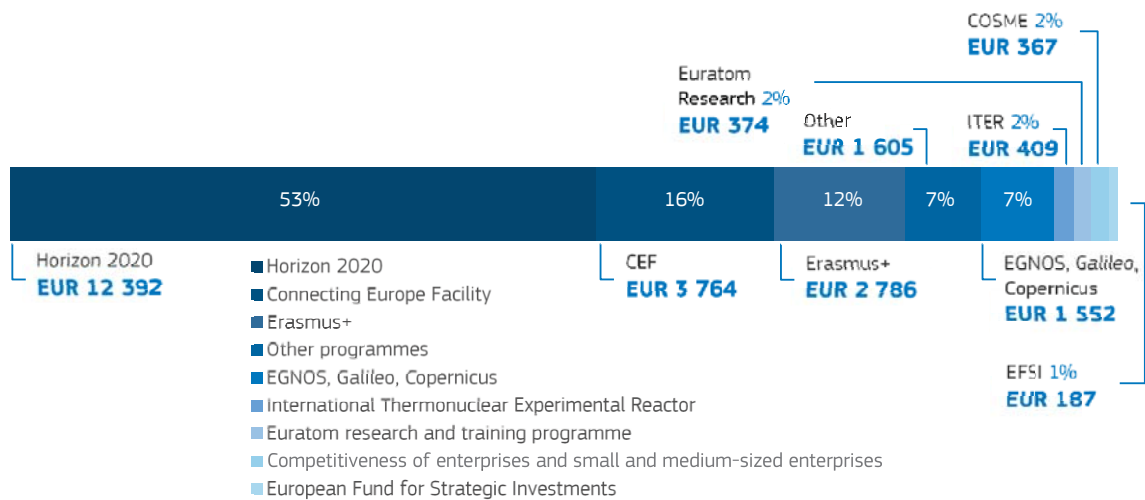 COSME 2%
EUR 367
Euratom
Research 2%
EUR 374
Other
EUR 1 605
ITER 2%
EUR 409
53%
16%
12%
7%
7%
Horizon 2020
EUR 12 392
CEF
EUR 3 764
Erasmus+
EUR 2 786
EGNOS, Galileo,
Copernicus
EUR 1 552
EFSI 1%
EUR 187
Horizon 2020
Connecting Europe Facility
Erasmus+
Other programmes
EGNOS, Galileo, Copernicus
International Thermonuclear Experimental Reactor
Euratom research and training programme
Competitiveness of enterprises and small and medium-sized enterprises
European Fund for Strategic Investments